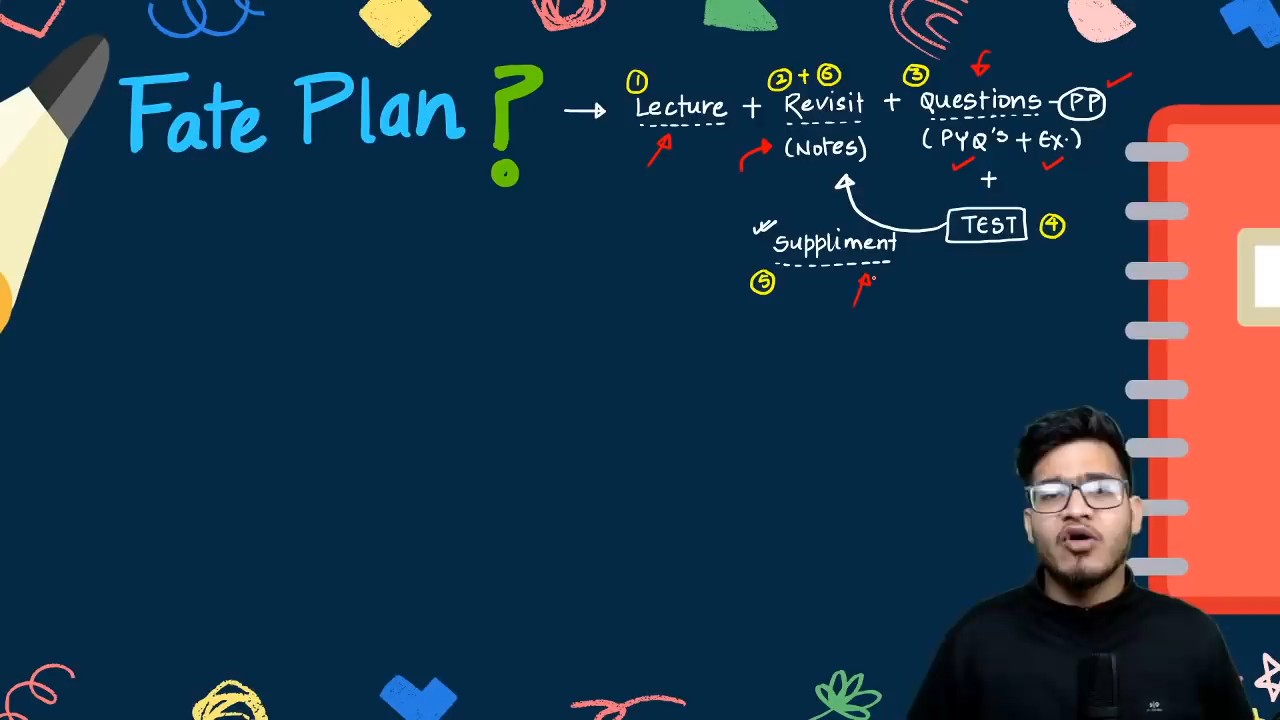 Fate Plan ?
① ② + ⑥ ③
→ Lecture + Revisit + Questions - PP
(Notes) (PYQ's + Ex.)
+
TEST ④
Suppliment
⑤